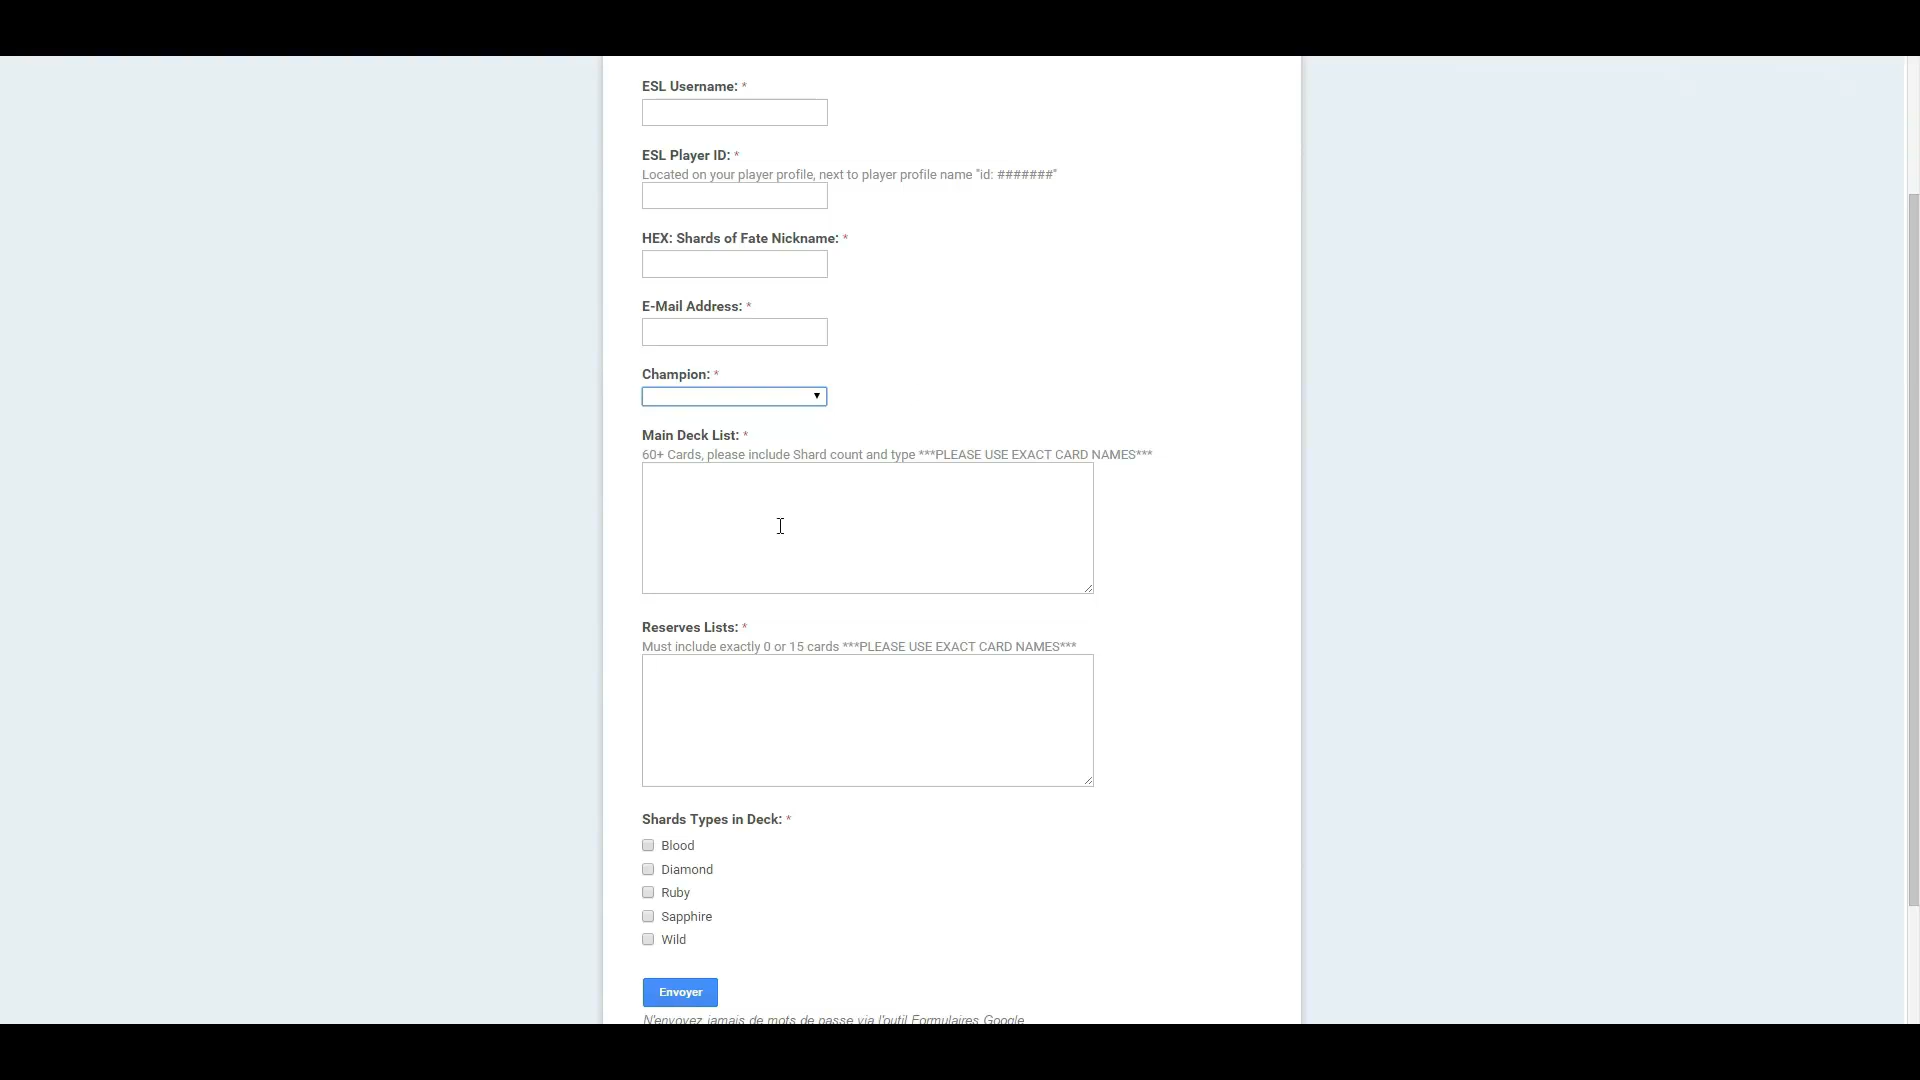 ESL Username: *
ESL Player ID: *
Located on your player profile, next to player profile name "id: #######"
HEX: Shards of Fate Nickname: *
E-Mail Address: *
Champion: *
Main Deck List: *
60+ Cards, please include Shard count and type ***PLEASE USE EXACT CARD NAMES***
Reserves Lists: *
Must include exactly 0 or 15 cards ***PLEASE USE EXACT CARD NAMES***
Shards Types in Deck: *
Blood
Diamond
Ruby
Sapphire
Wild
Envoyer
N'envoyez jamais de mots de passe via l'outil Formulaires Google